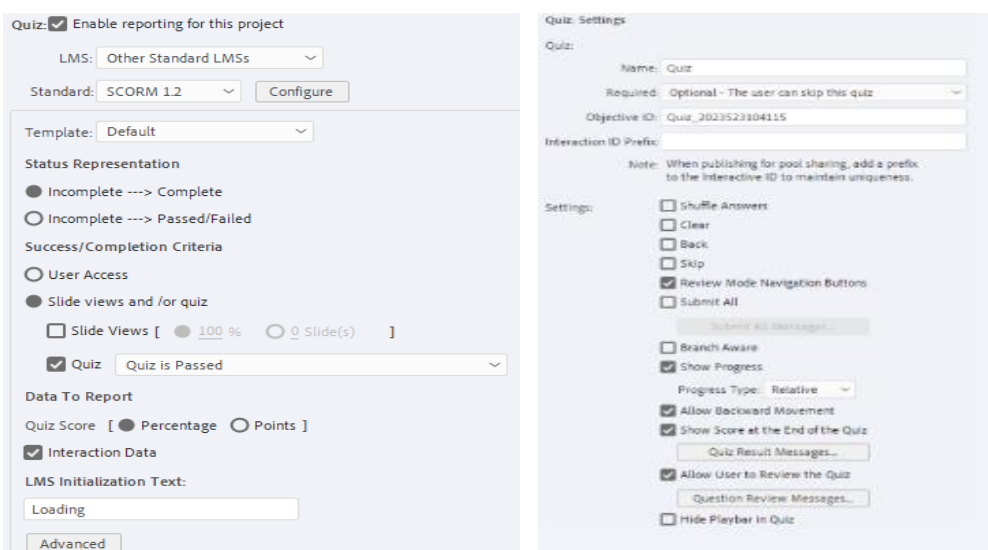 Quiz: Enable reporting for this project
LMS: Other Standard LMSs
Standard: SCORM 1.2 Configure
Template: Default
Status Representation
Incomplete ---> Complete
Incomplete ---> Passed/Failed
Success/Completion Criteria
User Access
Slide views and /or quiz
Slide Views [ 100 % 0 Slide(s) ]
Quiz Quiz is Passed
Data To Report
Quiz Score [ Percentage Points ]
Interaction Data
LMS Initialization Text:
Loading
Advanced
Quiz: Settings
Quiz:
Name: Quiz
Required: Optional - The user can skip this quiz
Objective ID: Quiz_2023523104115
Interaction ID Prefix:
Note: When publishing for pool sharing, add a prefix
to the Interactive ID to maintain uniqueness.
Settings: Shuffle Answers
Clear
Back
Skip
Review Mode Navigation Buttons
Submit All
Submit All Messages...
Branch Aware
Show Progress
Progress Type: Relative
Allow Backward Movement
Show Score at the End of the Quiz
Quiz Result Messages...
Allow User to Review the Quiz
Question Review Messages...
Hide Playbar in Quiz